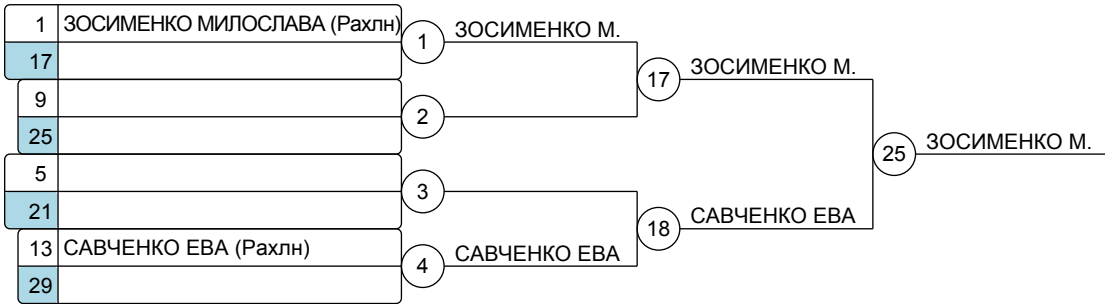 1 ЗОСИМЕНКО МИЛОСЛАВА (Рахлн)
17
1
ЗОСИМЕНКО М.
9
25
2
17
ЗОСИМЕНКО М.
5
21
3
13 САВЧЕНКО ЕВА (Рахлн)
29
4
САВЧЕНКО ЕВА
18
САВЧЕНКО ЕВА
25
ЗОСИМЕНКО М.